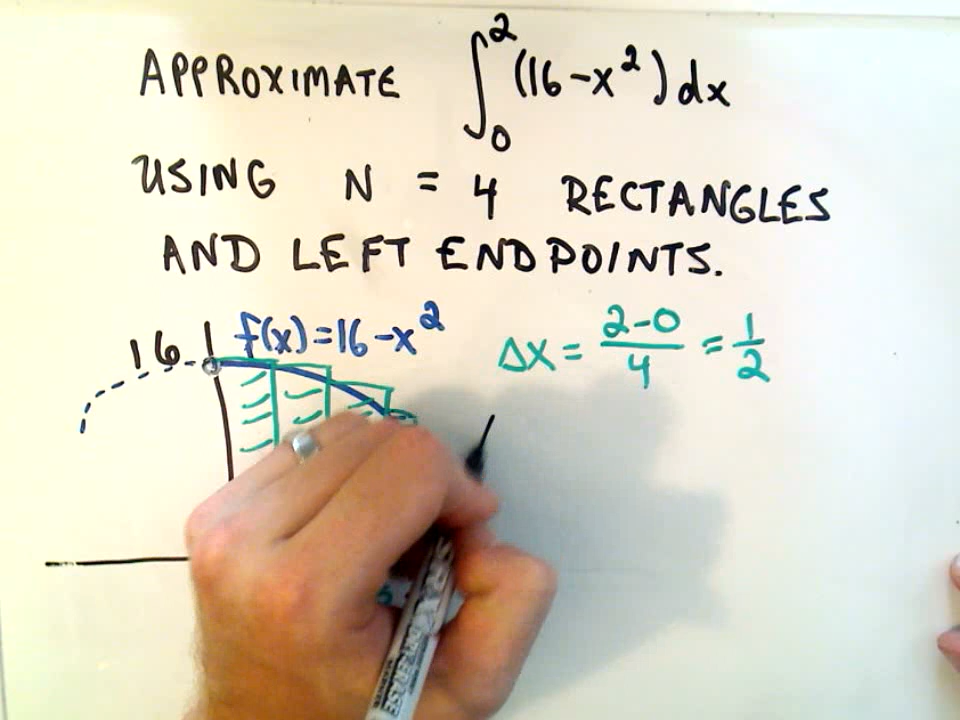 APPROXIMATE ∫₀² (16-x²) dx
USING N = 4 RECTANGLES
AND LEFT ENDPOINTS.
16 f(x)=16-x²
Δx = 2-0/4 = 1/2